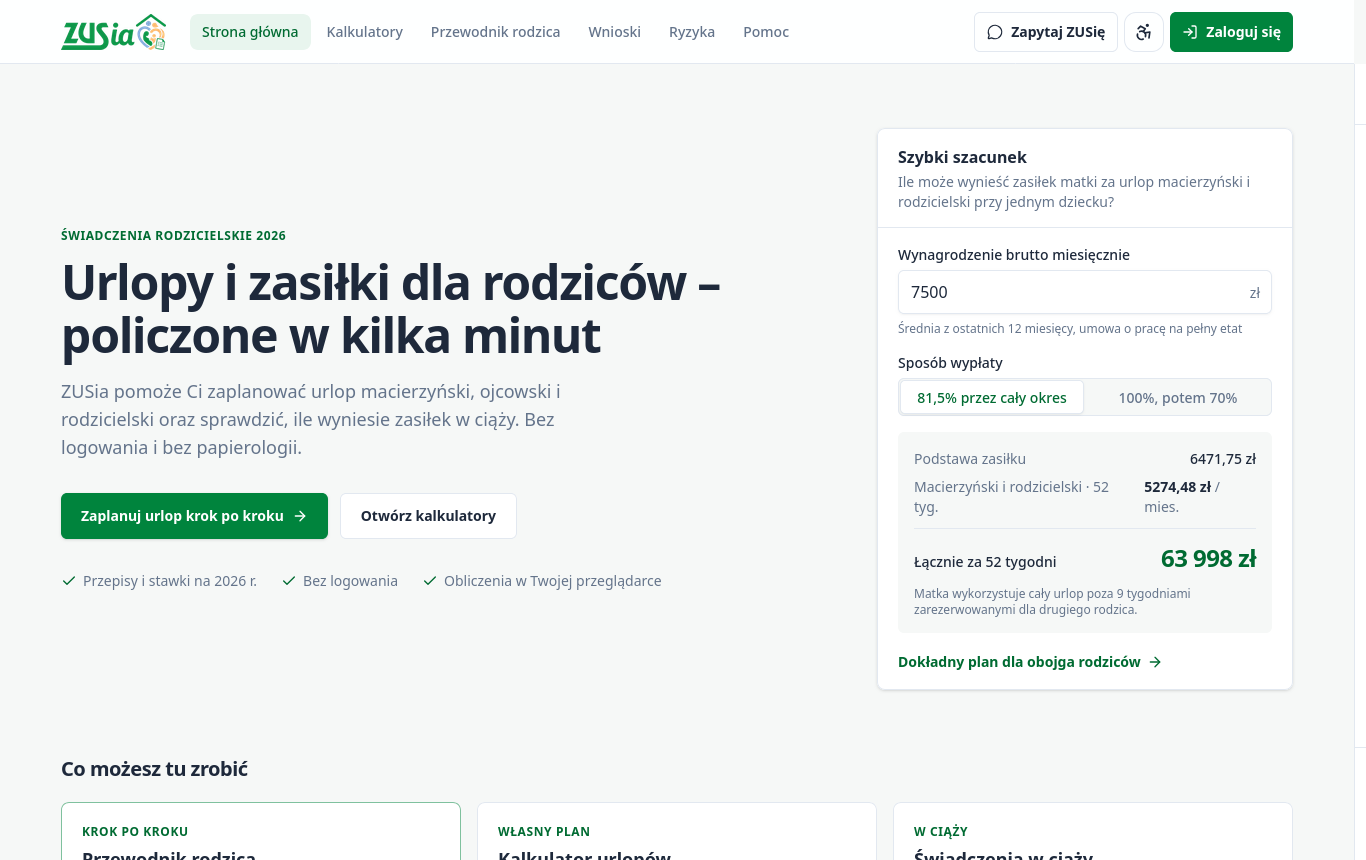 ZUSia
Strona główna
Kalkulatory
Przewodnik rodzica
Wnioski
Ryzyka
Pomoc
Zapytaj ZUSię
Zaloguj się
ŚWIADCZENIA RODZICIELSKIE 2026
Urlopy i zasiłki dla rodziców –
policzone w kilka minut
ZUSia pomoże Ci zaplanować urlop macierzyński, ojcowski i
rodzicielski oraz sprawdzić, ile wyniesie zasiłek w ciąży. Bez
logowania i bez papierologii.
Zaplanuj urlop krok po kroku
Otwórz kalkulatory
Przepisy i stawki na 2026 r.
Bez logowania
Obliczenia w Twojej przeglądarce
Szybki szacunek
Ile może wynieść zasiłek matki za urlop macierzyński i
rodzicielski przy jednym dziecku?
Wynagrodzenie brutto miesięcznie
7500 zł
Średnia z ostatnich 12 miesięcy, umowa o pracę na pełny etat
Sposób wypłaty
81,5% przez cały okres
100%, potem 70%
Podstawa zasiłku 6471,75 zł
Macierzyński i rodzicielski · 52 5274,48 zł /
tyg. mies.
Łącznie za 52 tygodni 63 998 zł
Matka wykorzystuje cały urlop poza 9 tygodniami
zarezerwowanymi dla drugiego rodzica.
Dokładny plan dla obojga rodziców
Co możesz tu zrobić
KROK PO KROKU
Przewodnik rodzica
WŁASNY PLAN
Kalkulator urlopów
W CIĄŻY
Świadczenia w ciąży